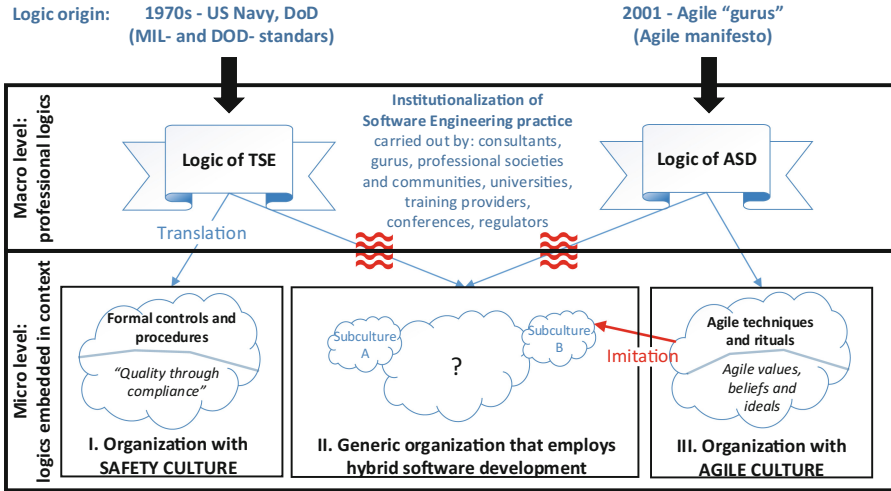 Logic origin:
1970s - US Navy, DoD
(MIL- and DOD- standars)
2001 - Agile “gurus”
(Agile manifesto)
Macro level:
professional logics
Logic of TSE
Institutionalization of
Software Engineering practice
carried out by: consultants,
gurus, professional societies
and communities, universities,
training providers,
conferences, regulators
Logic of ASD
Translation
Micro level:
logics embedded in context
Formal controls and
procedures
“Quality through
compliance”
I. Organization with
SAFETY CULTURE
Subculture
A
?
Subculture
B
II. Generic organization that employs
hybrid software development
Imitation
Agile techniques
and rituals
Agile values,
beliefs and
ideals
III. Organization with
AGILE CULTURE